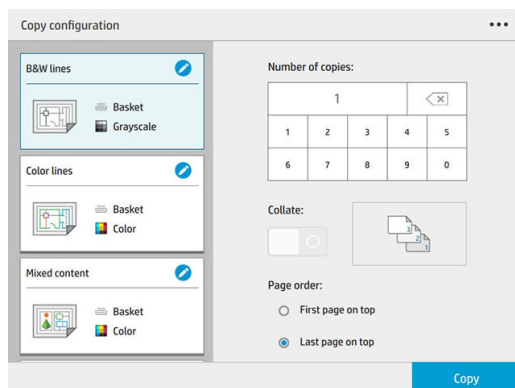 Copy configuration
B&W lines
Basket
Grayscale
Color lines
Basket
Color
Mixed content
Basket
Color
Number of copies:
1
1 2 3 4 5
6 7 8 9 0
Collate:
3
2
1
Page order:
First page on top
Last page on top
Copy